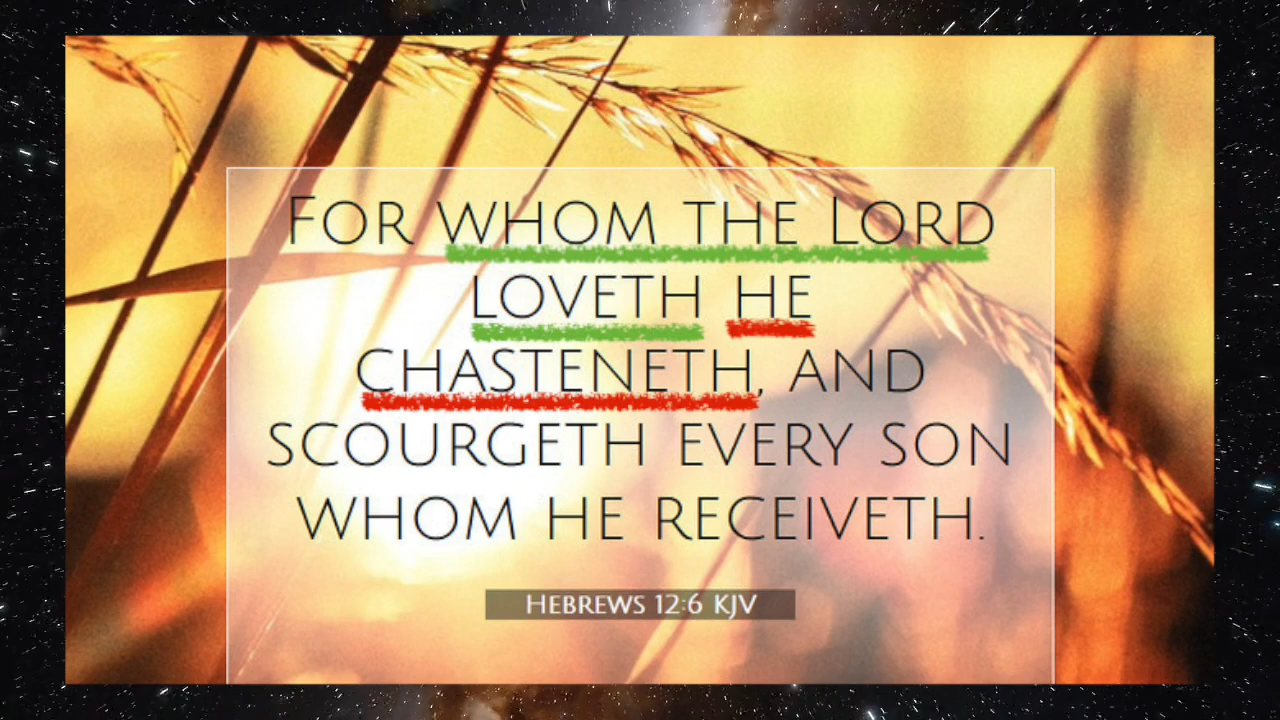 For whom the Lord
loveth he
chasteneth, and
scourgeth every son
whom he receiveth.
Hebrews 12:6 KJV